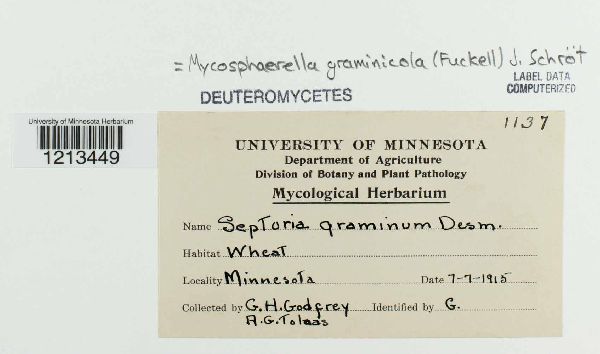 = Mycosphaerella graminicola (Fuckell) J. Schröt
LABEL DATA
COMPUTERIZED
DEUTEROMYCETES
University of Minnesota Herbarium
1213449
1137
UNIVERSITY OF MINNESOTA
Department of Agriculture
Division of Botany and Plant Pathology
Mycological Herbarium
Name Septoria graminum Desm.
Habitat Wheat
Locality Minnesota Date 7-7-1915
Collected by G.H. Godfrey Identified by G.
A.G. Tolaas